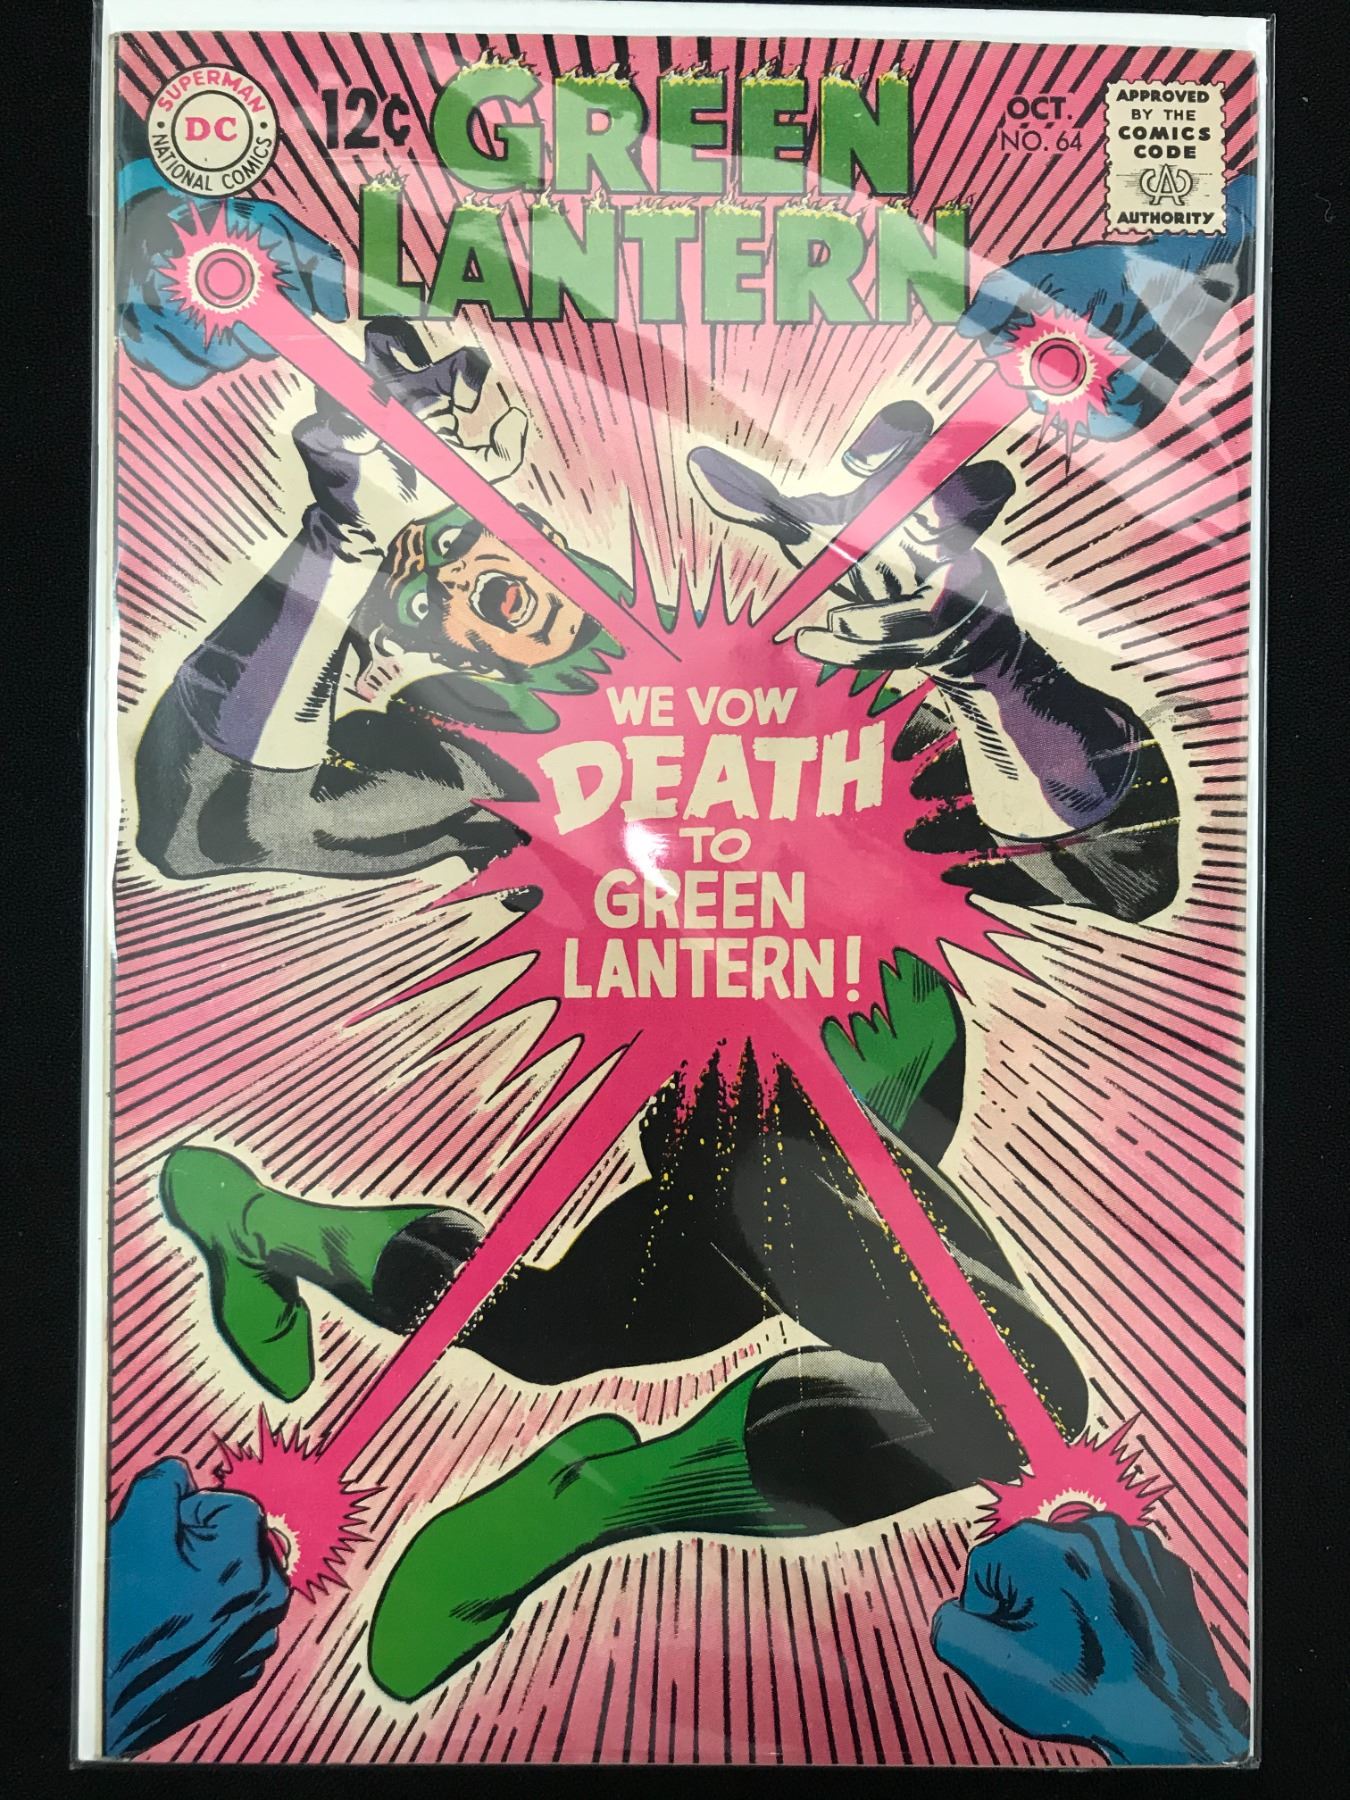 SUPERMAN
DC
NATIONAL COMICS
12¢
GREEN
LANTERN
OCT.
NO. 64
APPROVED
BY THE
COMICS
CODE
CA
AUTHORITY
WE VOW
DEATH
TO
GREEN
LANTERN!